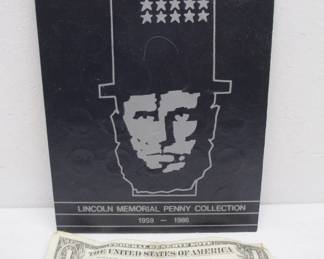 LINCOLN MEMORIAL PENNY COLLECTION
1959 — 1986
FEDERAL RESERVE NOTE
THE UNITED STATES OF AMERICA